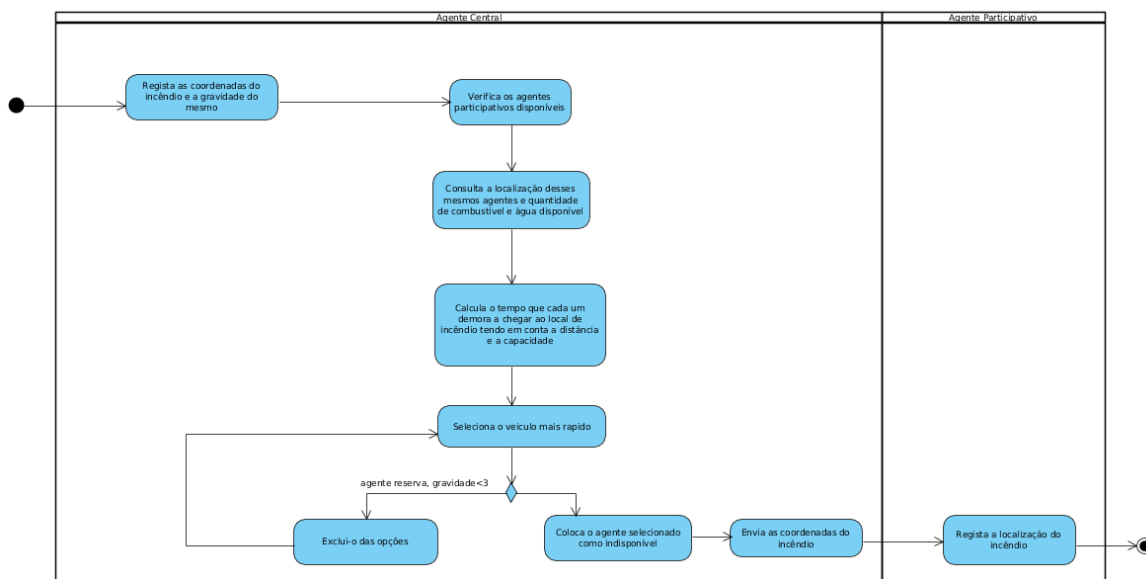 Agente Central
Agente Participativo
Regista as coordenadas do
incêndio e a gravidade do
mesmo
Verifica os agentes
participativos disponíveis
Consulta a localização desses
mesmos agentes e quantidade
de combustível e água disponível
Calcula o tempo que cada um
demora a chegar ao local de
incêndio tendo em conta a distância
e a capacidade
Seleciona o veículo mais rapido
agente reserva, gravidade<3
Exclui-o das opções
Coloca o agente selecionado
como indisponível
Envia as coordenadas do
incêndio
Regista a localização do
incêndio